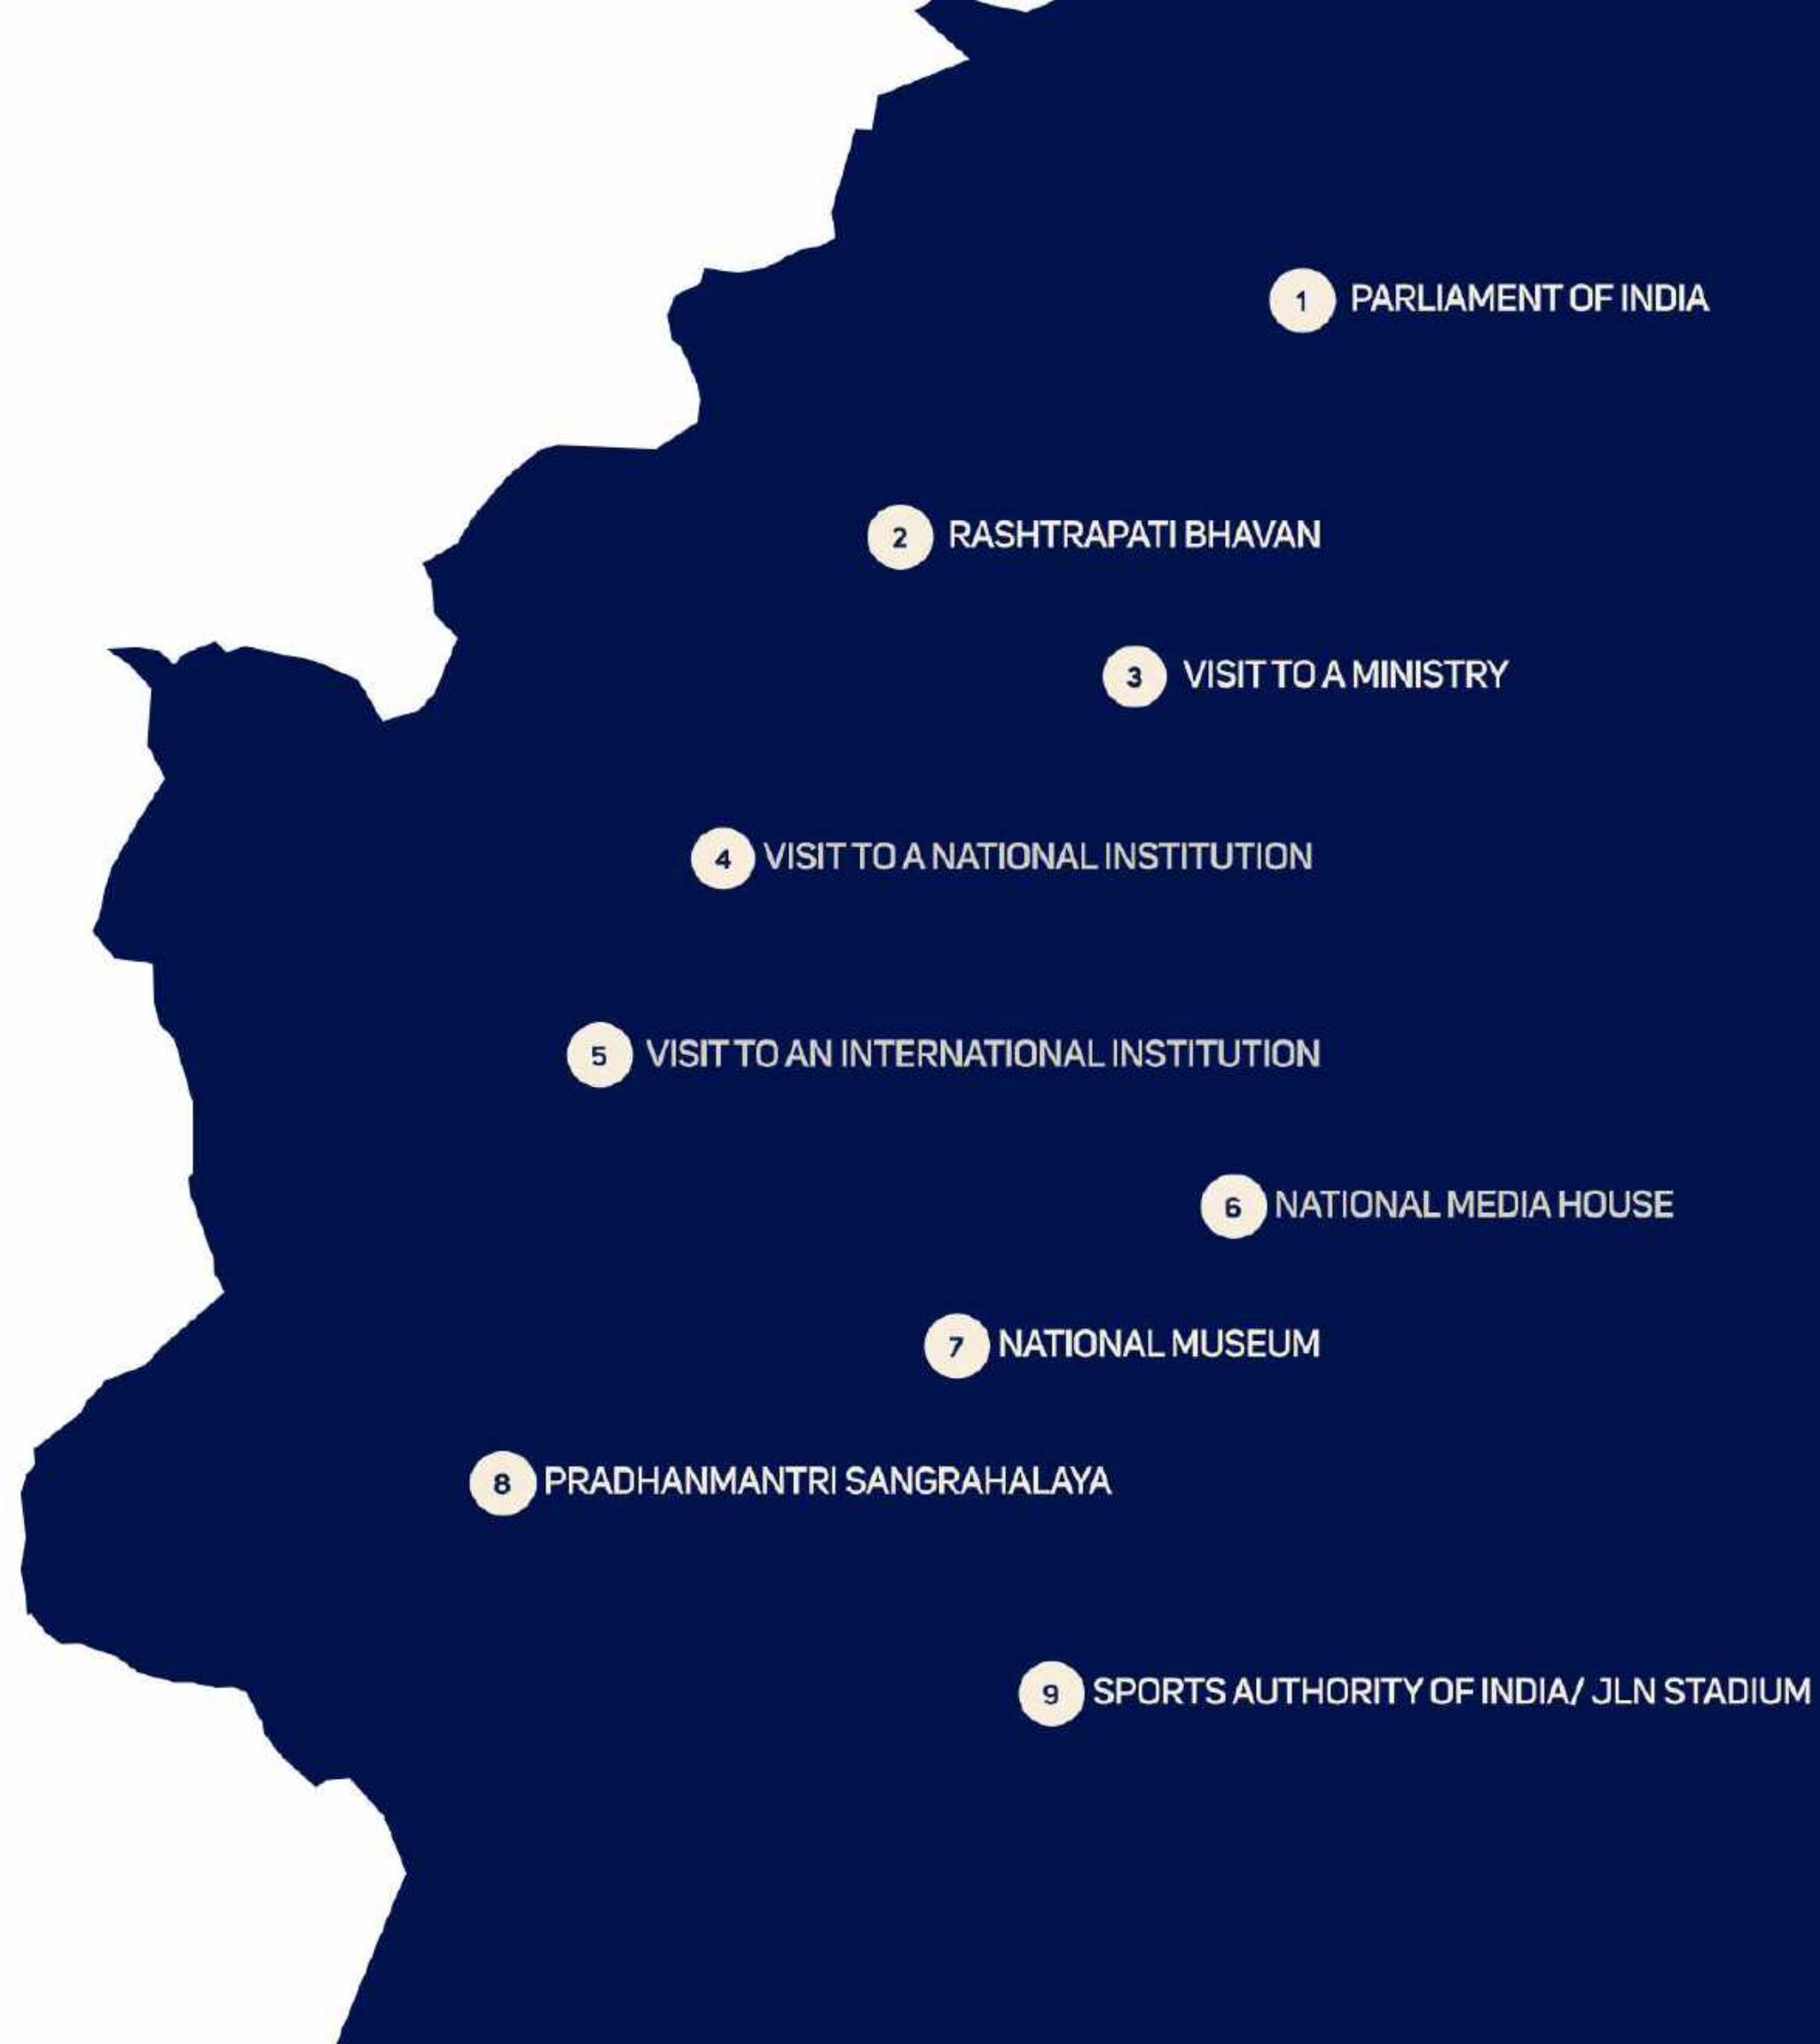 1 PARLIAMENT OF INDIA
2 RASHTRAPATI BHAVAN
3 VISIT TO A MINISTRY
4 VISIT TO A NATIONAL INSTITUTION
5 VISIT TO AN INTERNATIONAL INSTITUTION
6 NATIONAL MEDIA HOUSE
7 NATIONAL MUSEUM
8 PRADHANMANTRI SANGRAHALAYA
9 SPORTS AUTHORITY OF INDIA/ JLN STADIUM